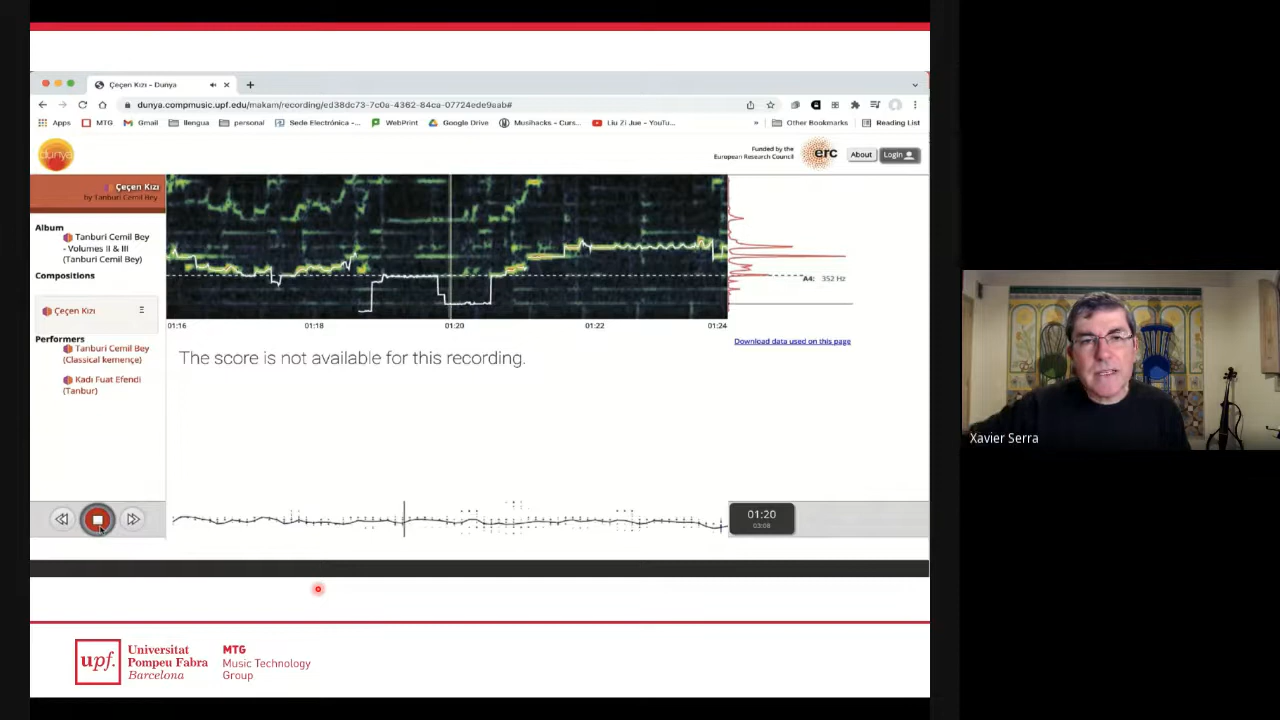 Çeçen Kızı - Dunya
dunya.compmusic.upf.edu/makam/recording/ed38dc73-7c0a-4362-84ca-07724ede9aab#
Apps MTG Gmail llengua personal Sede Electrónica -... WebPrint Google Drive Musihacks - Curs... Liu Zi Jue - YouTu... » Other Bookmarks Reading List
dunya
Funded by the
European Research Council
erc
About
Login
Çeçen Kızı
by Tanburi Cemil Bey
Album
Tanburi Cemil Bey
- Volumes II & III
(Tanburi Cemil Bey)
Compositions
Çeçen Kızı
Performers
Tanburi Cemil Bey
(Classical kemençe)
Kadı Fuat Efendi
(Tanbur)
A4: 352 Hz
01:16 01:18 01:20 01:22 01:24
Download data used on this page
The score is not available for this recording.
01:20
03:08
Xavier Serra
upf.
Universitat
Pompeu Fabra
Barcelona
MTG
Music Technology
Group